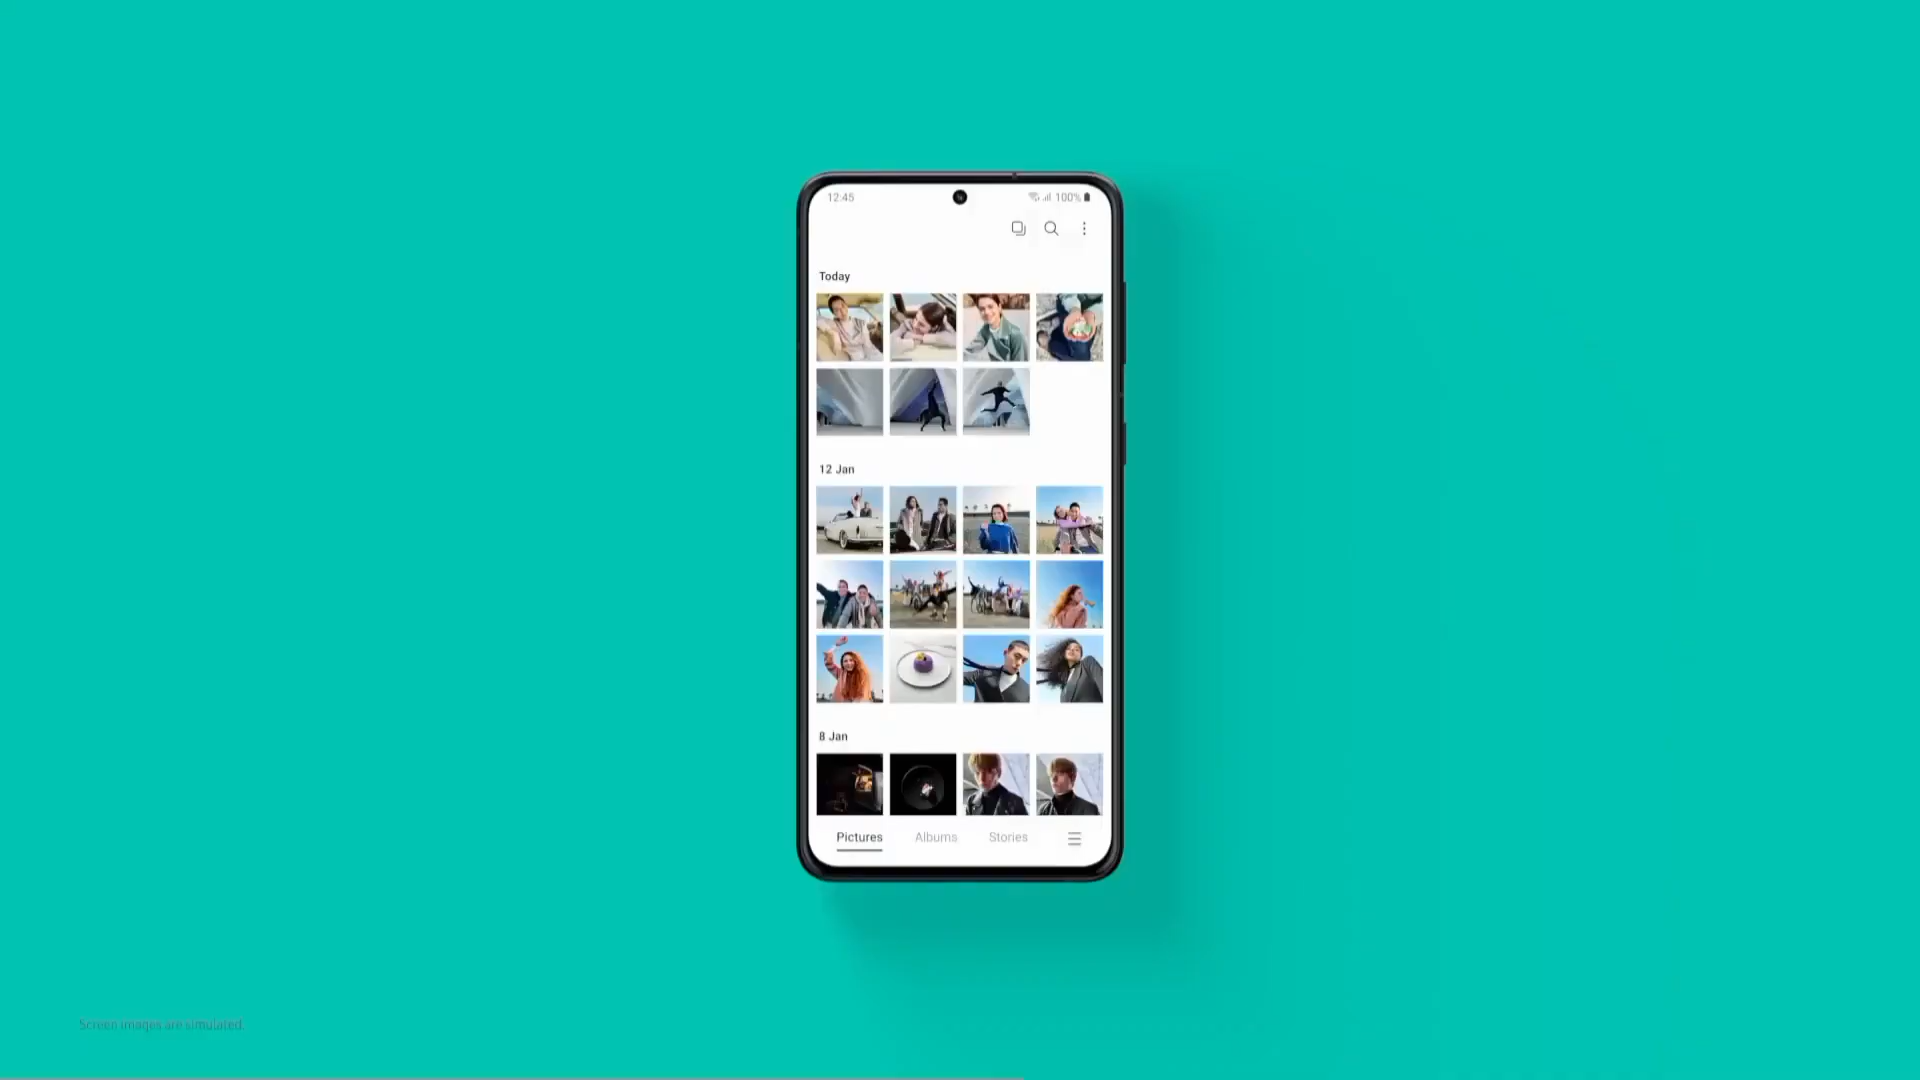 12:45
100%
Today
12 Jan
8 Jan
Pictures Albums Stories
Screen images are simulated.